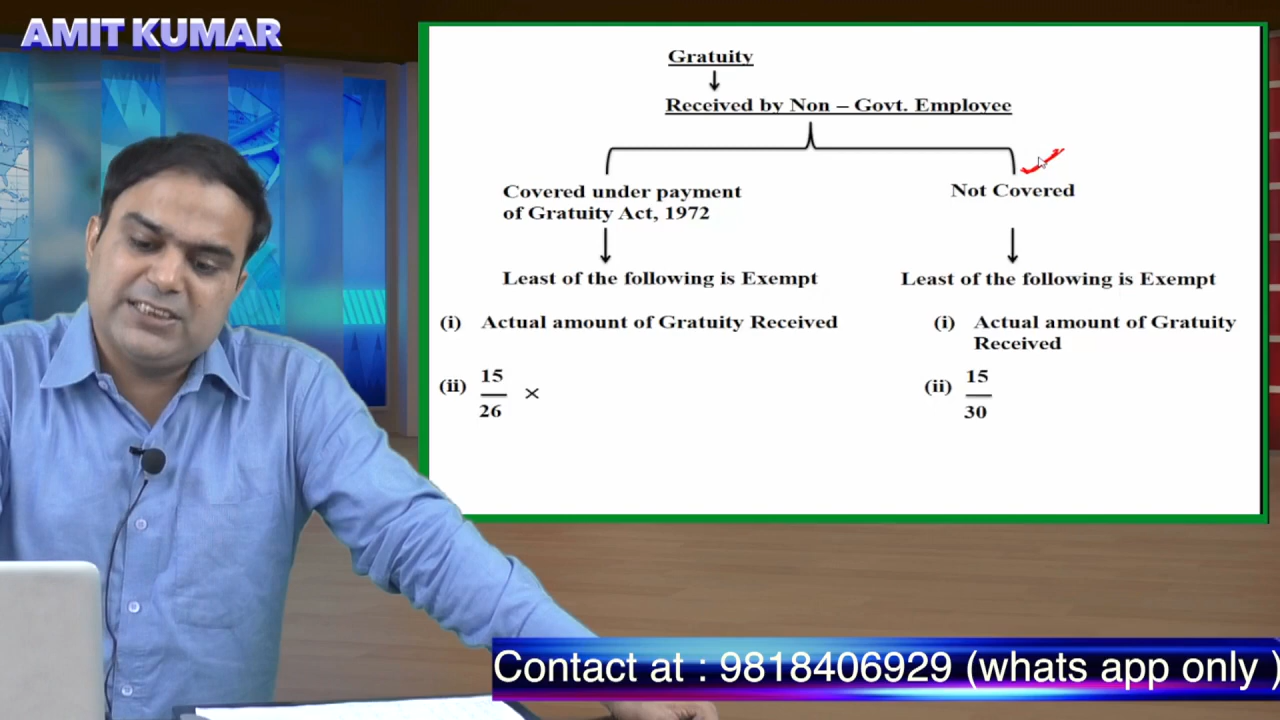 AMIT KUMAR
Gratuity
Received by Non – Govt. Employee
Covered under payment
of Gratuity Act, 1972
Not Covered
Least of the following is Exempt
Least of the following is Exempt
(i) Actual amount of Gratuity Received
(i) Actual amount of Gratuity
Received
(ii) 15
26 ×
(ii) 15
30
Contact at : 9818406929 (whats app only )